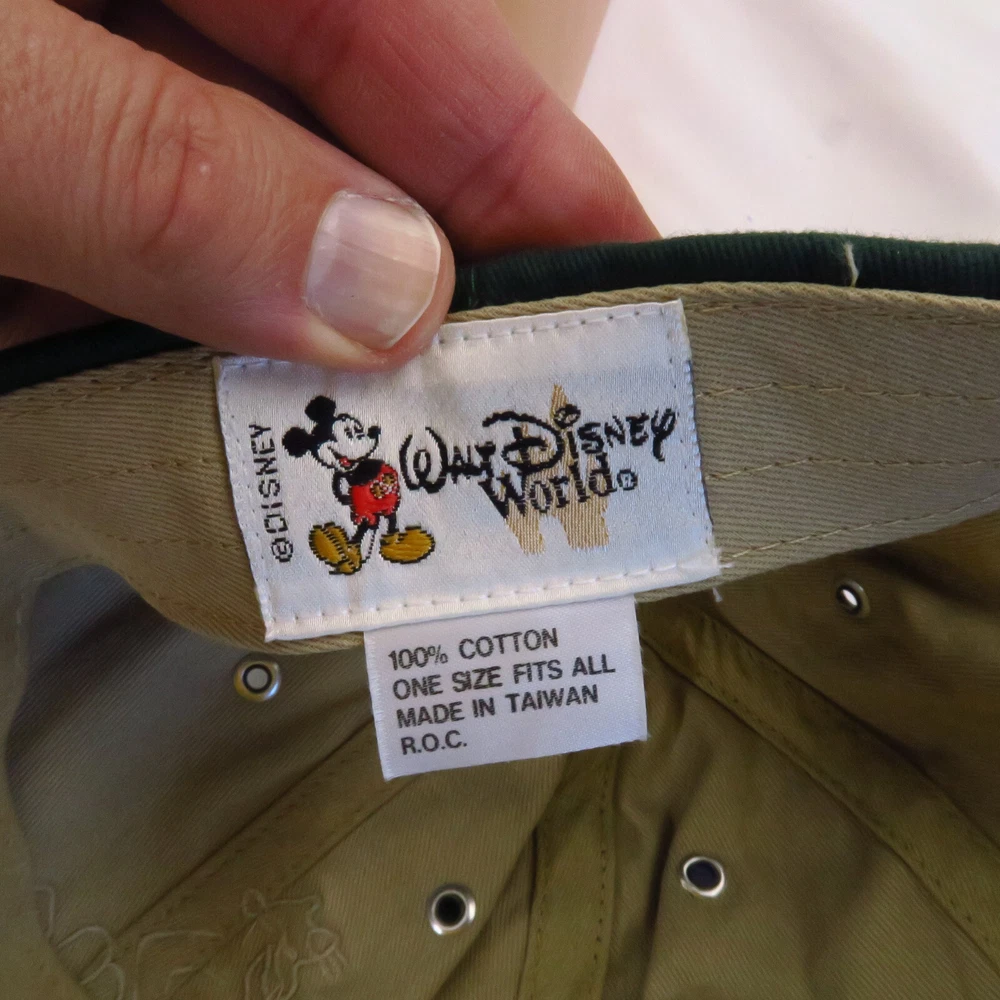 ©DISNEY
WALT DISNEY
World®
100% COTTON
ONE SIZE FITS ALL
MADE IN TAIWAN
R.O.C.